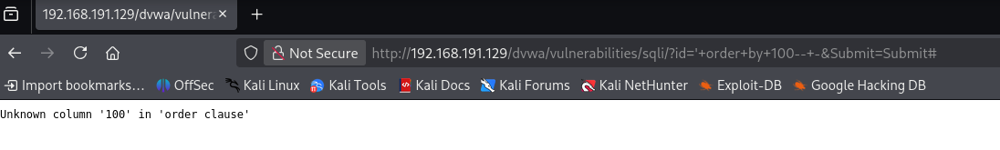 192.168.191.129/dvwa/vulner
Not Secure http://192.168.191.129/dvwa/vulnerabilities/sqli/?id='+order+by+100--+-&Submit=Submit#
Import bookmarks... OffSec Kali Linux Kali Tools Kali Docs Kali Forums Kali NetHunter Exploit-DB Google Hacking DB
Unknown column '100' in 'order clause'